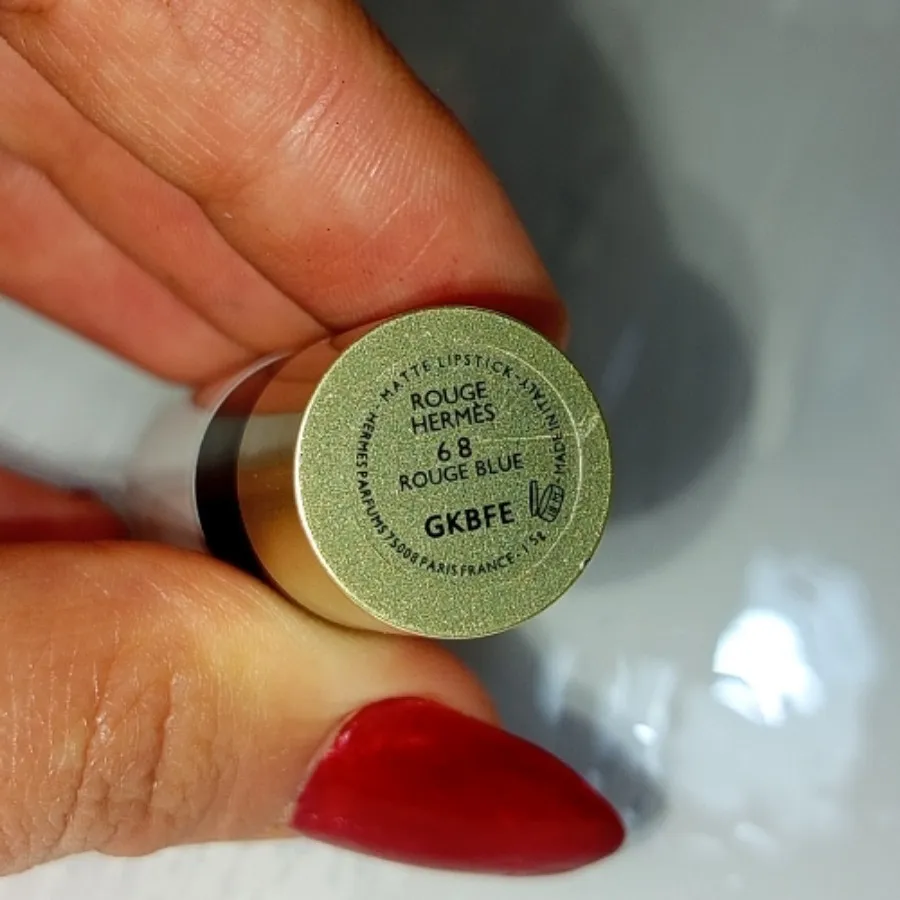 ROUGE
HERMÈS
68
ROUGE BLUE
GKBFE
HERMES PARFUMS 75008 PARIS FRANCE · 1.5g
MADE IN ITALY · MATTE LIPSTICK ·